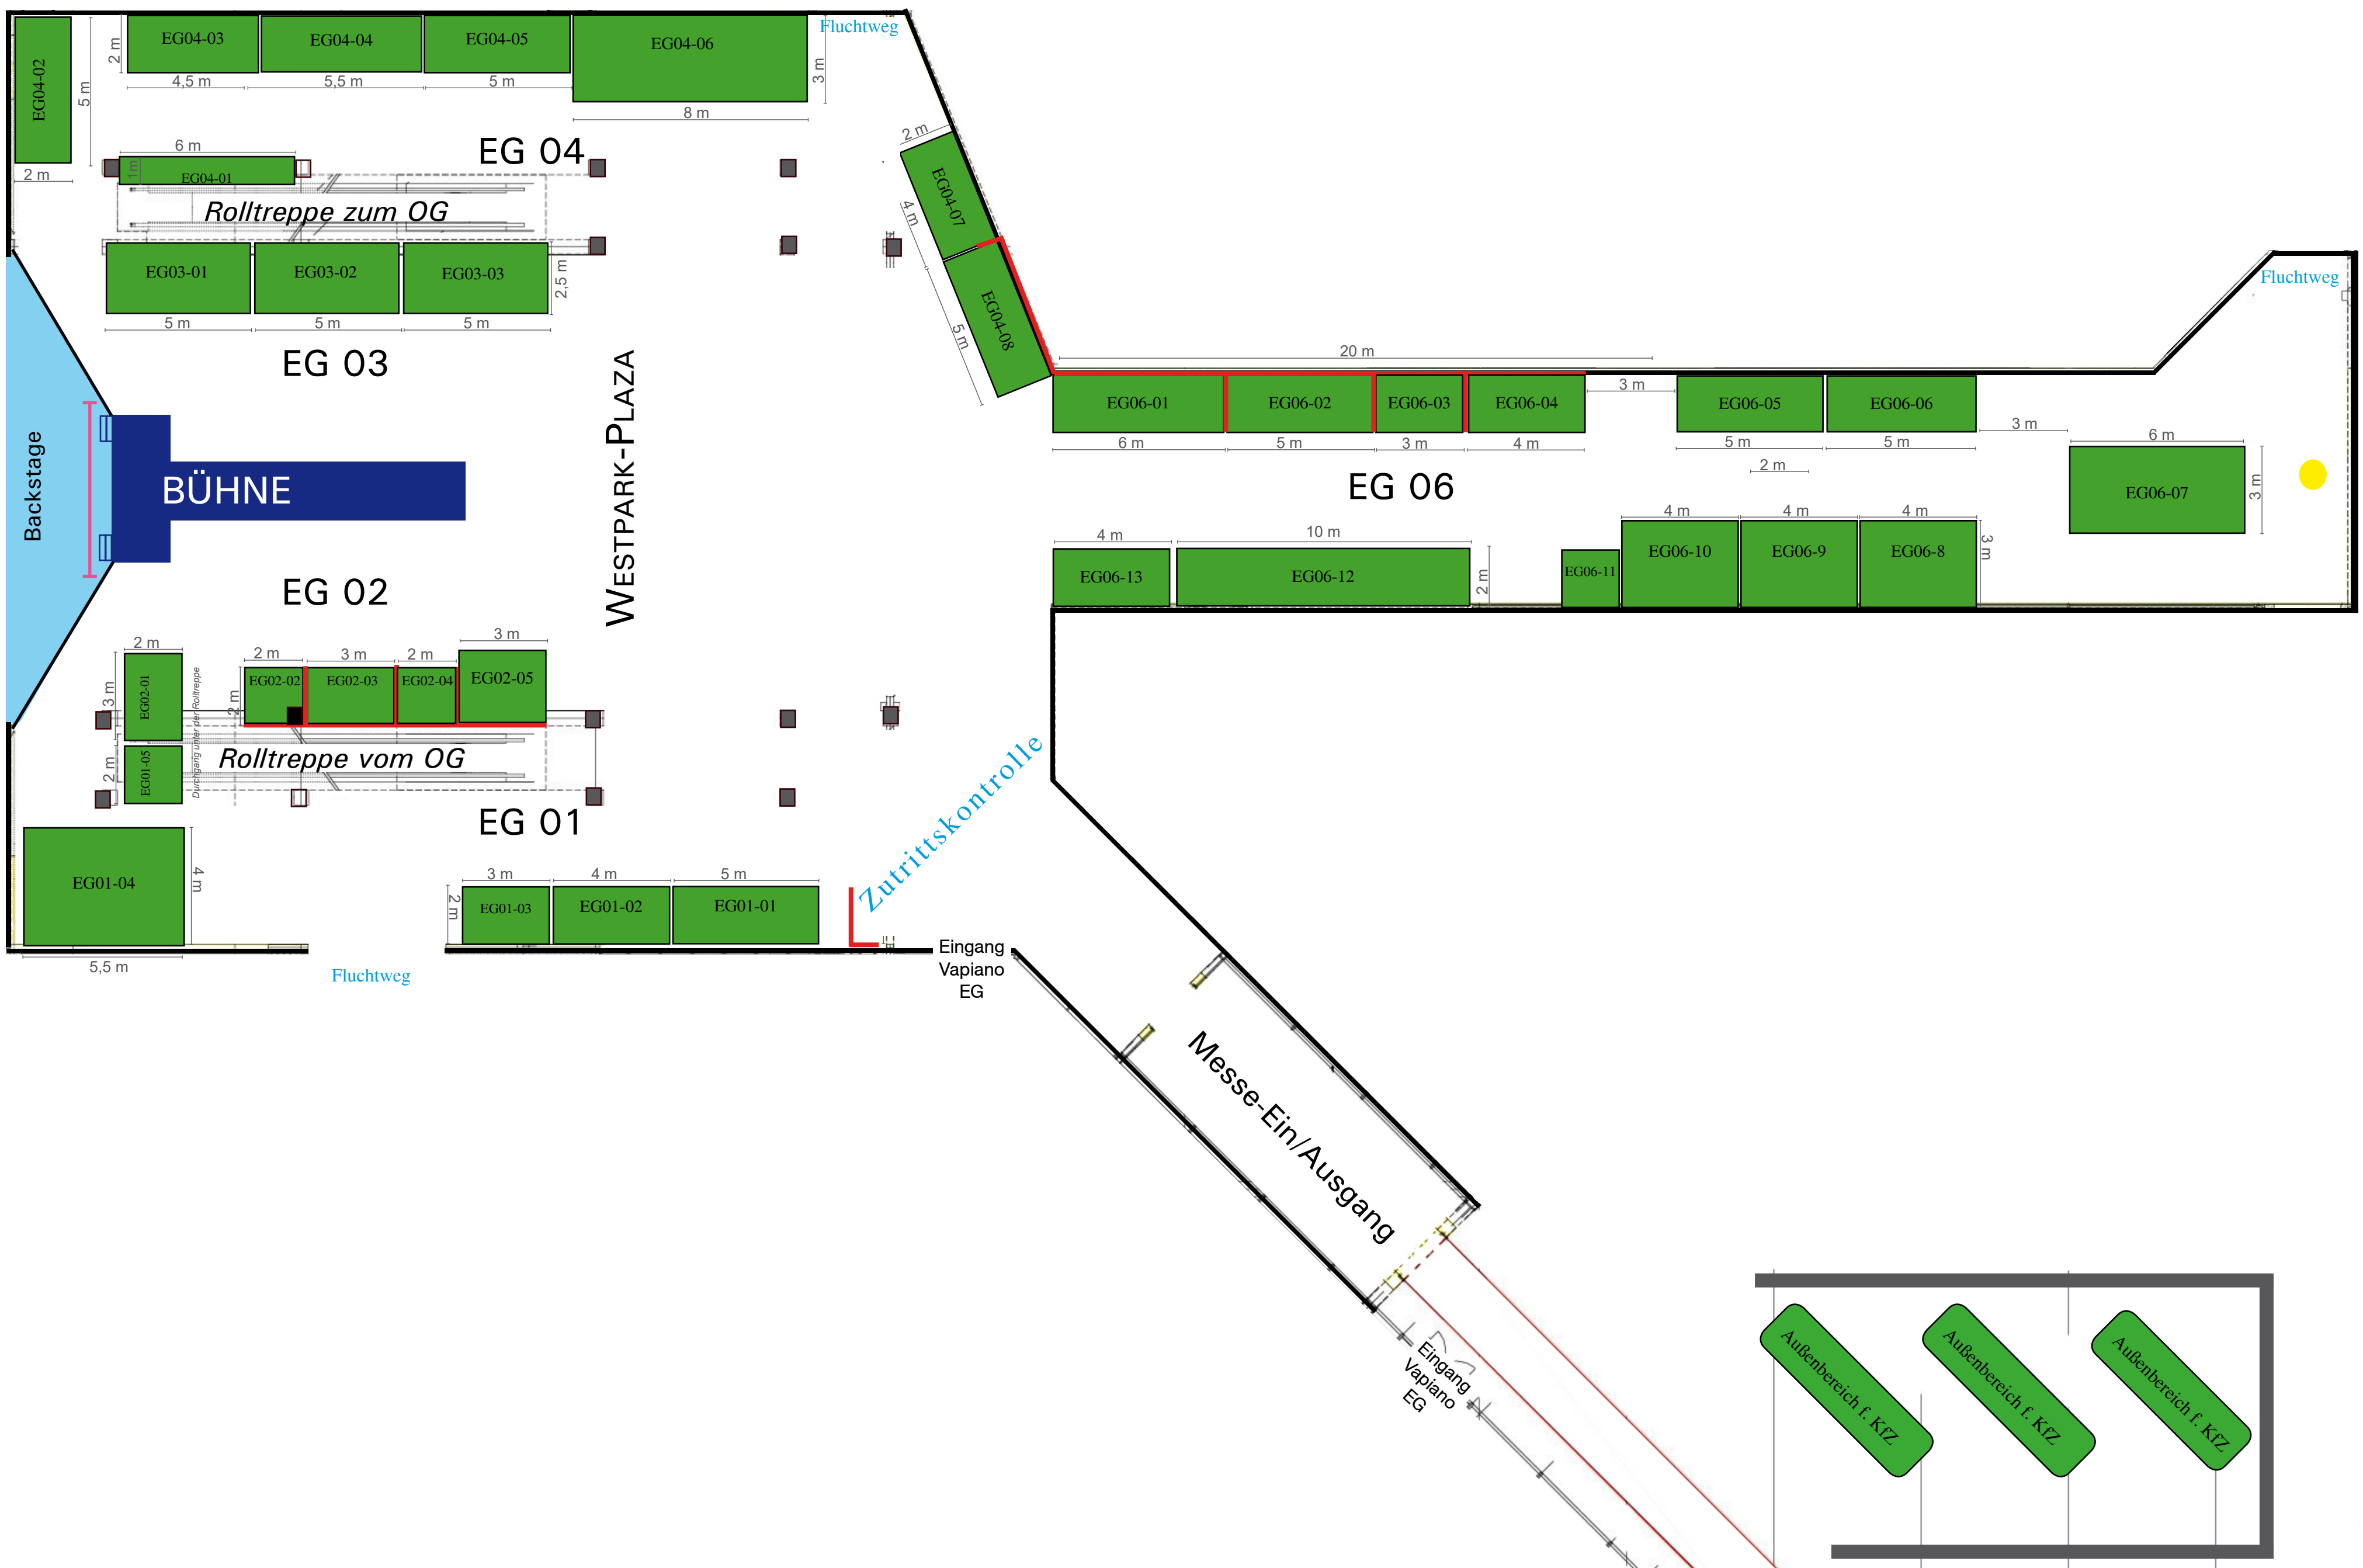 Fluchtweg
EG04-02
5 m
2 m
2 m
EG04-03
4,5 m
EG04-04
5,5 m
EG04-05
5 m
EG04-06
3 m
8 m
EG 04
6 m
1m
EG04-01
Rolltreppe zum OG
EG03-01
EG03-02
EG03-03
2,5 m
5 m
5 m
5 m
EG 03
2 m
EG04-07
4 m
EG04-08
5 m
Backstage
BÜHNE
WESTPARK-PLAZA
EG 02
Fluchtweg
20 m
EG06-01
EG06-02
EG06-03
EG06-04
3 m
EG06-05
EG06-06
6 m
5 m
3 m
4 m
5 m
5 m
3 m
2 m
6 m
EG06-07
3 m
EG 06
4 m
10 m
EG06-13
EG06-12
2 m
4 m
4 m
4 m
EG06-11
EG06-10
EG06-9
EG06-8
3 m
2 m
3 m
EG02-01
2 m
EG01-05
Durchgang unter der Rolltreppe
2 m
3 m
2 m
3 m
2 m
EG02-02
EG02-03
EG02-04
EG02-05
Rolltreppe vom OG
EG 01
EG01-04
4 m
5,5 m
3 m
4 m
5 m
2 m
EG01-03
EG01-02
EG01-01
Zutrittskontrolle
Fluchtweg
Eingang
Vapiano
EG
Messe-Ein/Ausgang
Eingang
Vapiano
EG
Außenbereich f. KfZ
Außenbereich f. KfZ
Außenbereich f. KfZ